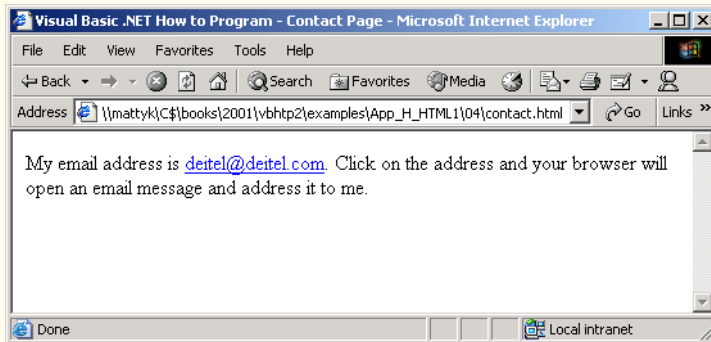 Visual Basic .NET How to Program - Contact Page - Microsoft Internet Explorer
File Edit View Favorites Tools Help
Back Search Favorites Media
Address \\mattyk\C$\books\2001\vbhtp2\examples\App_H_HTML1\04\contact.html Go Links »
My email address is deitel@deitel.com. Click on the address and your browser will
open an email message and address it to me.
Done Local intranet